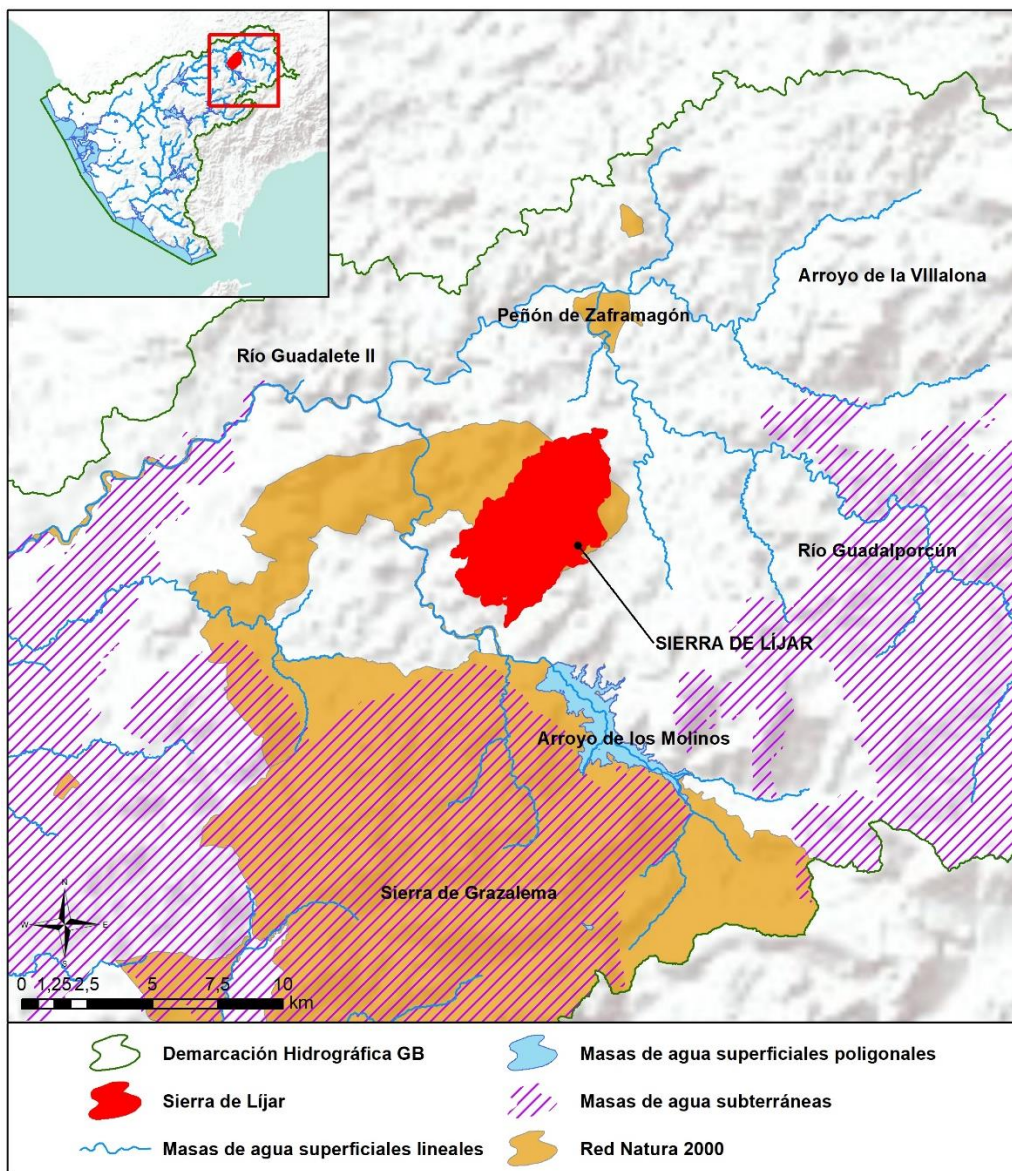 Arroyo de la VIllalona
Peñón de Zaframagón
Río Guadalete II
Río Guadalporcún
SIERRA DE LÍJAR
Arroyo de los Molinos
Sierra de Grazalema
N
W E
S
0 1,252,5 5 7,5 10
km
Demarcación Hidrográfica GB
Masas de agua superficiales poligonales
Sierra de Líjar
Masas de agua subterráneas
Masas de agua superficiales lineales
Red Natura 2000